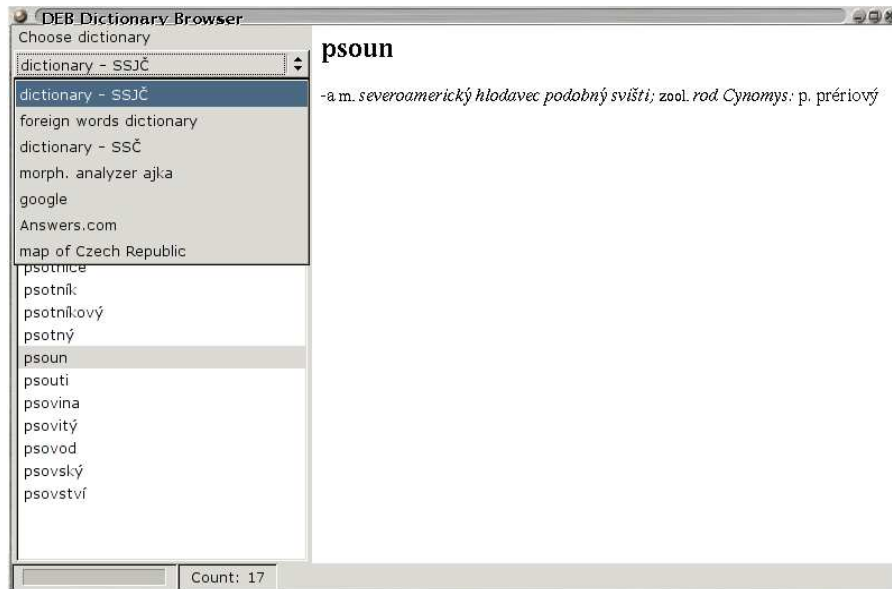 DEB Dictionary Browser
Choose dictionary
dictionary – SSJČ
dictionary – SSJČ
foreign words dictionary
dictionary – SSČ
morph. analyzer ajka
google
Answers.com
map of Czech Republic
psotnice
psotník
psotníkový
psotný
psoun
psouti
psovina
psovitý
psovod
psovský
psovství
Count: 17
psoun
-a m. severoamerický hlodavec podobný svišti; zool. rod Cynomys: p. prériový